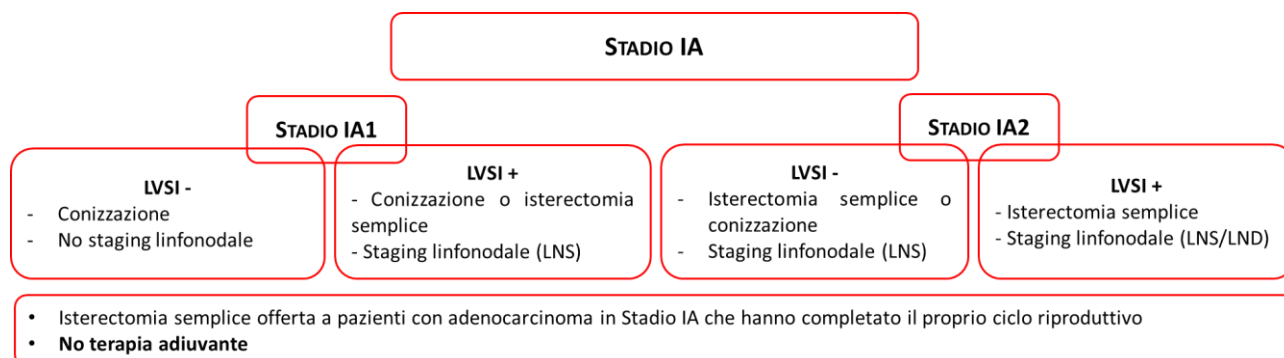 STADIO IA
STADIO IA1
STADIO IA2
LVSI -
- Conizzazione
- No staging linfonodale
LVSI +
- Conizzazione o isterectomia
semplice
- Staging linfonodale (LNS)
LVSI -
- Isterectomia semplice o
conizzazione
- Staging linfonodale (LNS)
LVSI +
- Isterectomia semplice
- Staging linfonodale (LNS/LND)
• Isterectomia semplice offerta a pazienti con adenocarcinoma in Stadio IA che hanno completato il proprio ciclo riproduttivo
• No terapia adiuvante